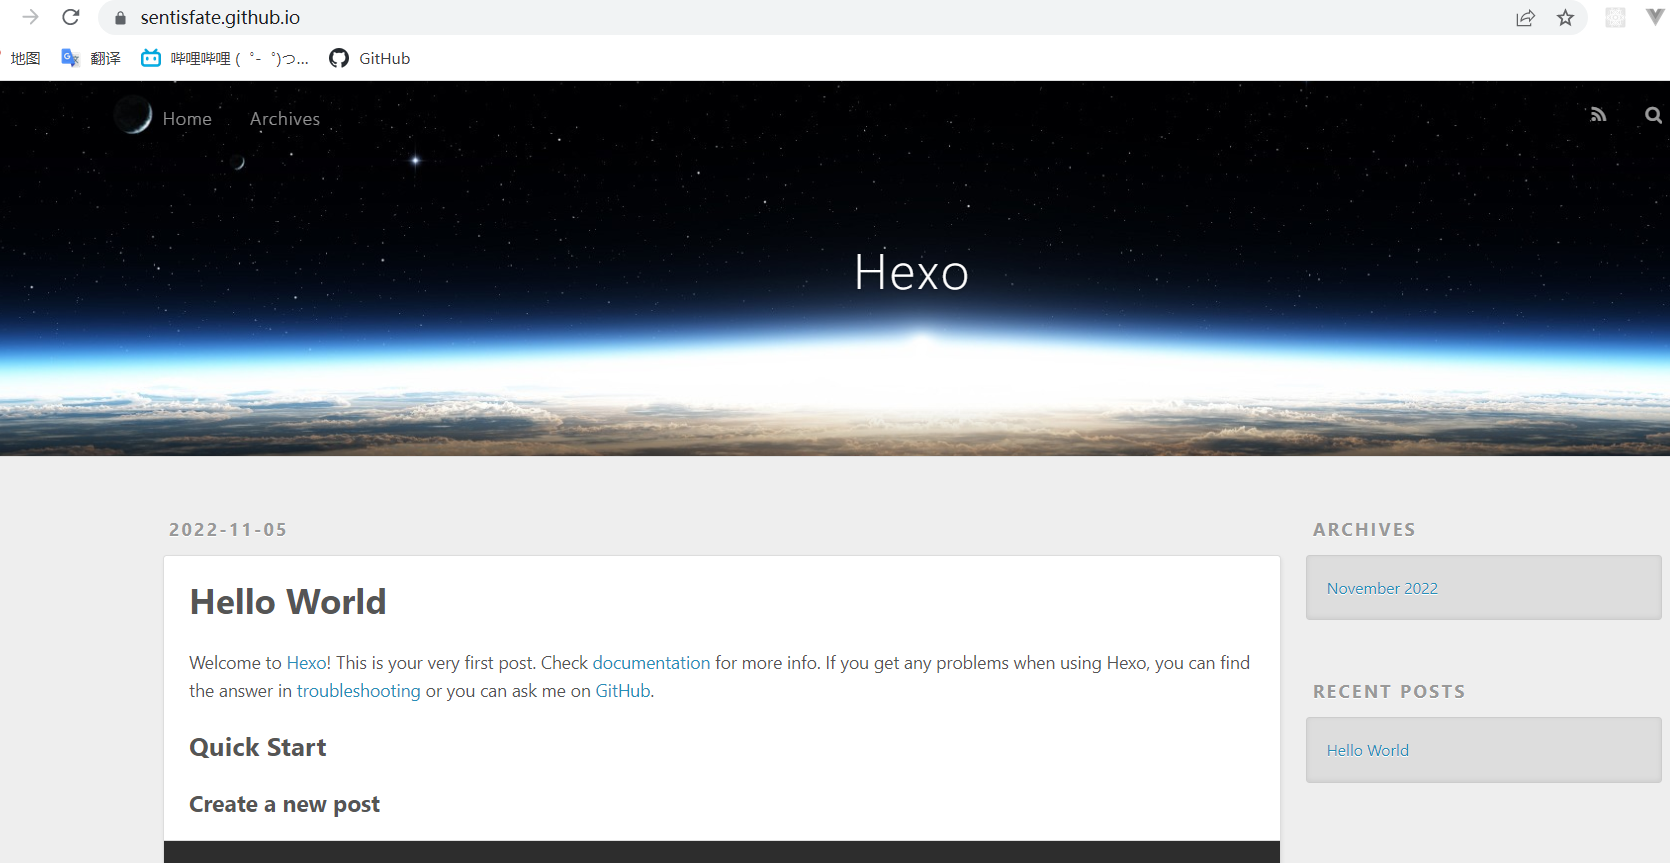 sentisfate.github.io
地图 翻译 哔哩哔哩 ( ゜- ゜)つ... GitHub
Home Archives
Hexo
2022-11-05
Hello World
Welcome to Hexo! This is your very first post. Check documentation for more info. If you get any problems when using Hexo, you can find
the answer in troubleshooting or you can ask me on GitHub.
Quick Start
Create a new post
ARCHIVES
November 2022
RECENT POSTS
Hello World